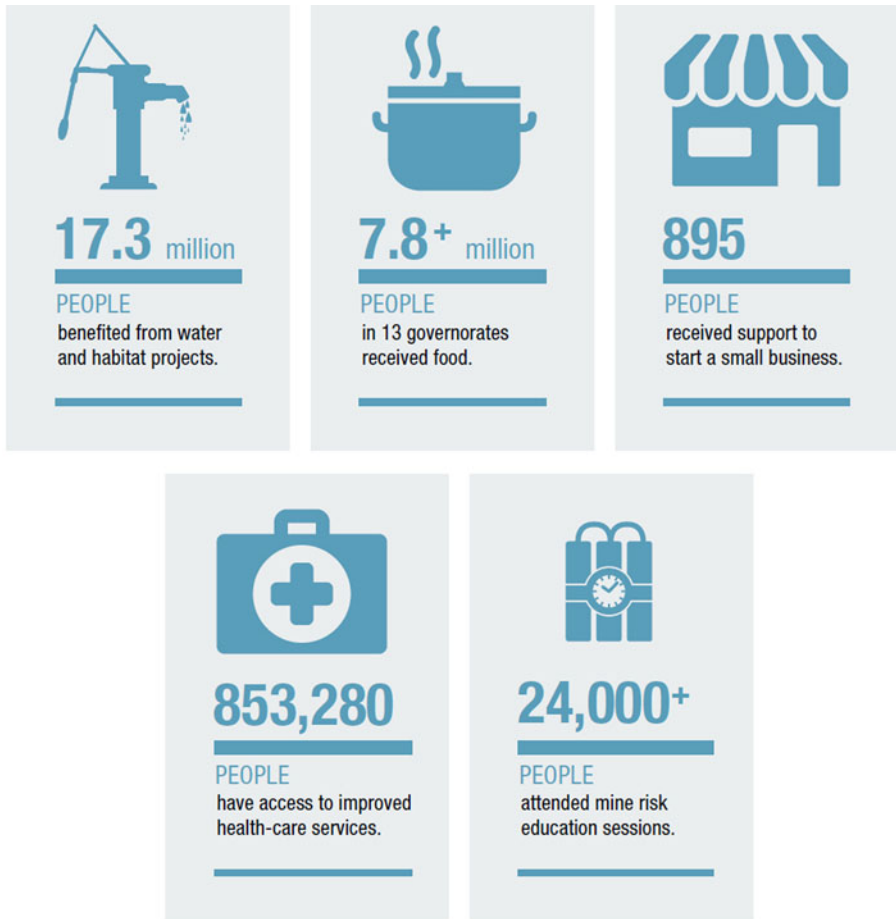 17.3 million
PEOPLE
benefited from water
and habitat projects.
7.8+ million
PEOPLE
in 13 governorates
received food.
895
PEOPLE
received support to
start a small business.
853,280
PEOPLE
have access to improved
health-care services.
24,000+
PEOPLE
attended mine risk
education sessions.